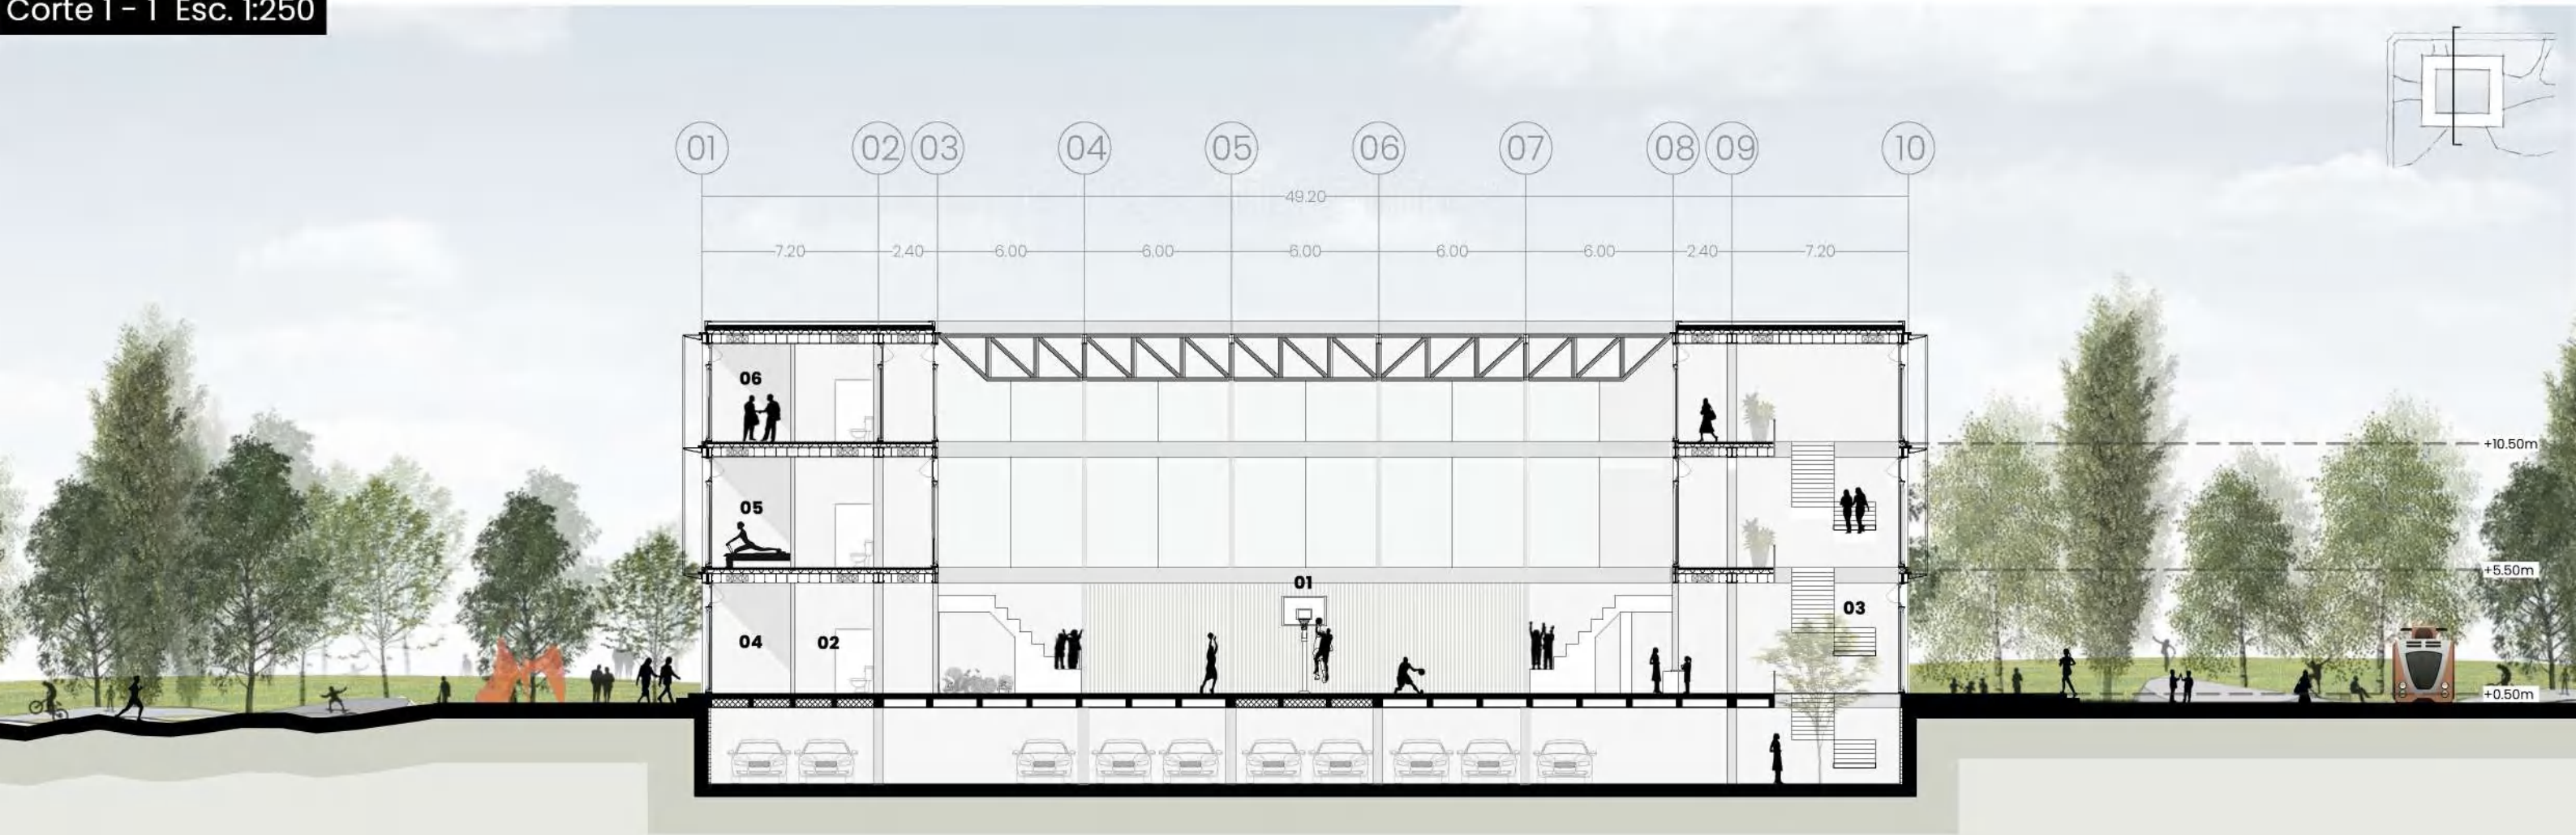 Corte 1 - 1 Esc. 1:250
01 02 03 04 05 06 07 08 09 10
49.20
7.20 2.40 6.00 6.00 6.00 6.00 6.00 2.40 7.20
06
+10.50m
05
+5.50m
01
03
04 02
+0.50m